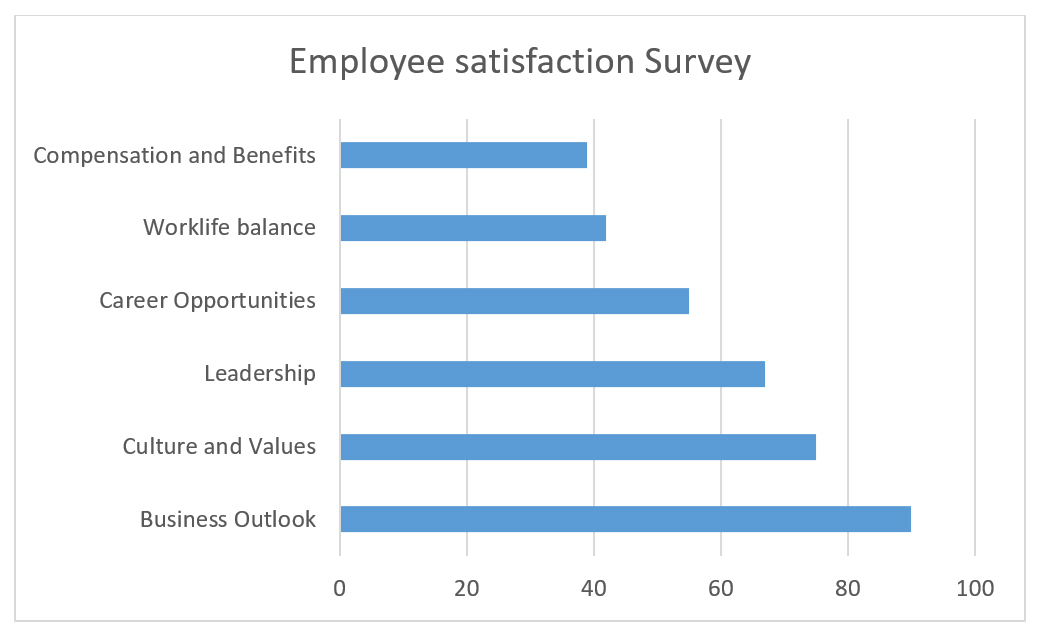 Employee satisfaction Survey
Compensation and Benefits
Worklife balance
Career Opportunities
Leadership
Culture and Values
Business Outlook
0 20 40 60 80 100